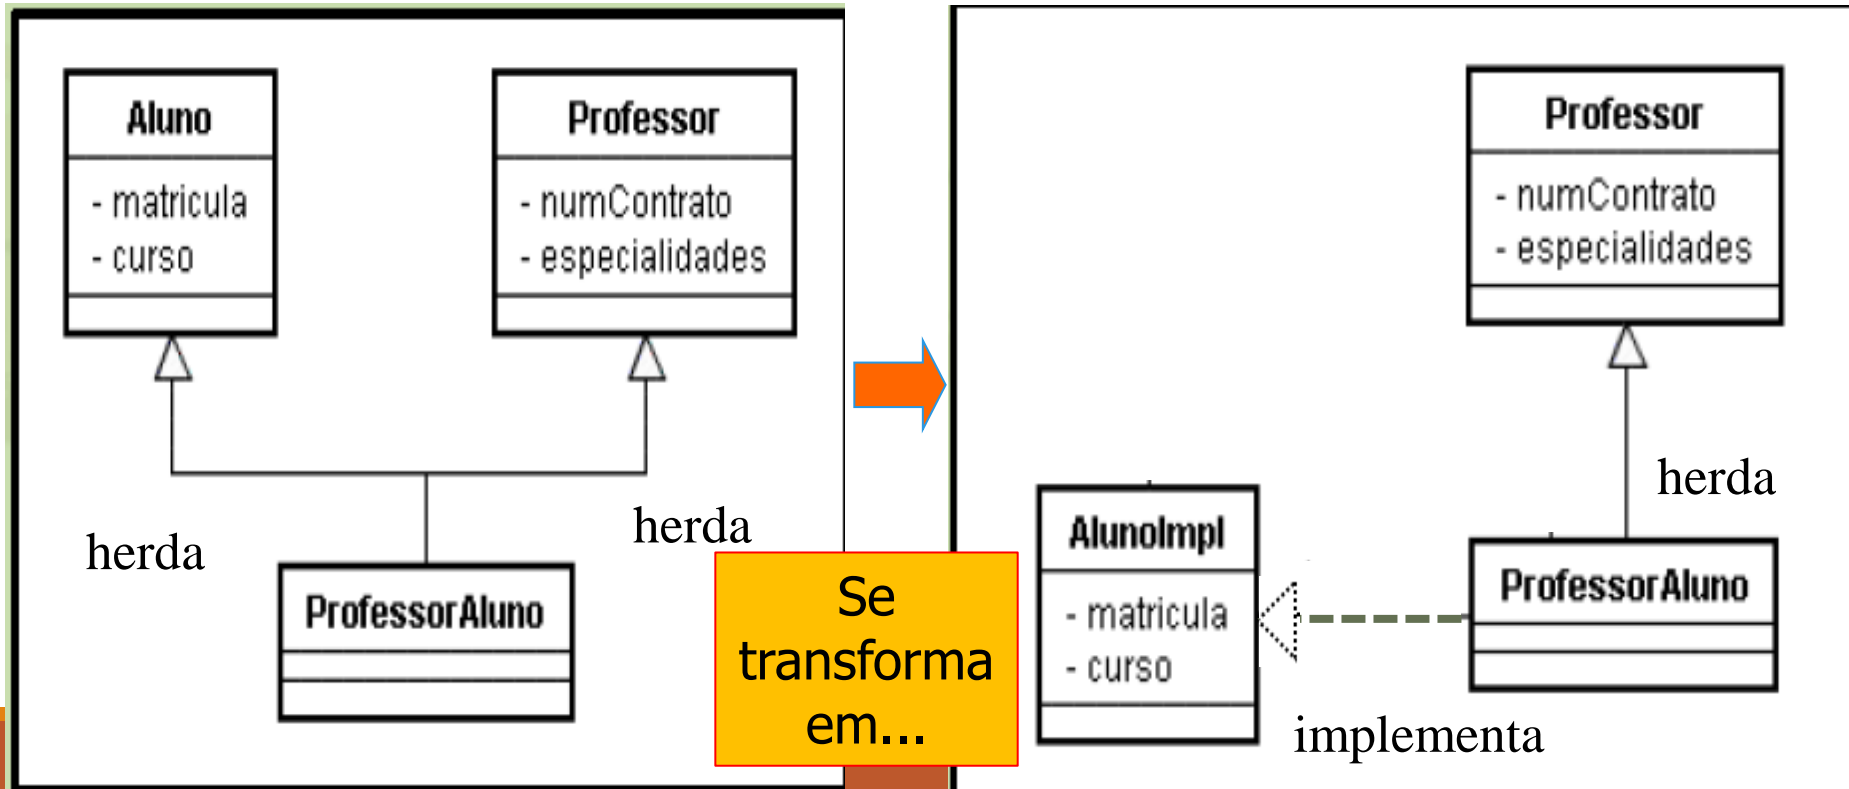 Aluno
- matricula
- curso
Professor
- numContrato
- especialidades
herda
herda
ProfessorAluno
Se
transforma
em...
Professor
- numContrato
- especialidades
herda
AlunoImpl
- matricula
- curso
ProfessorAluno
implementa